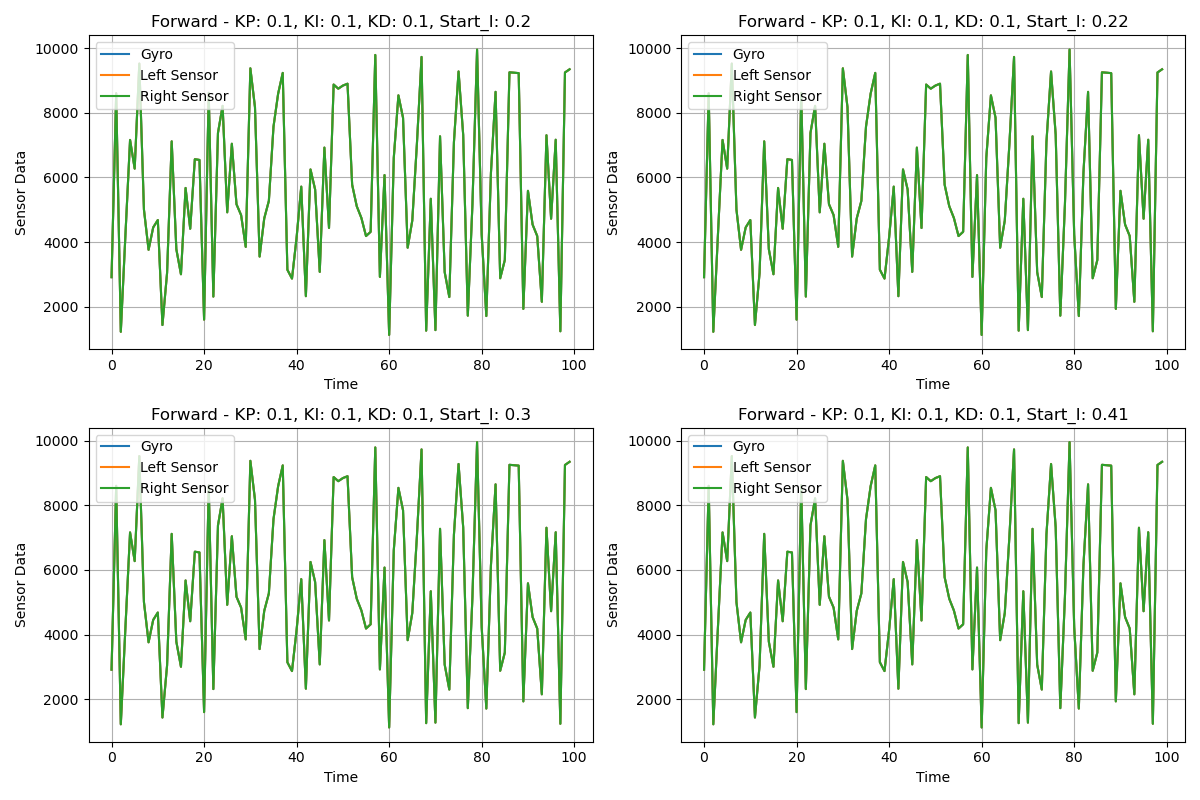 Forward - KP: 0.1, KI: 0.1, KD: 0.1, Start_I: 0.2
Gyro
Left Sensor
Right Sensor
Sensor Data
10000
8000
6000
4000
2000
0 20 40 60 80 100
Time
Forward - KP: 0.1, KI: 0.1, KD: 0.1, Start_I: 0.22
Gyro
Left Sensor
Right Sensor
Sensor Data
10000
8000
6000
4000
2000
0 20 40 60 80 100
Time
Forward - KP: 0.1, KI: 0.1, KD: 0.1, Start_I: 0.3
Gyro
Left Sensor
Right Sensor
Sensor Data
10000
8000
6000
4000
2000
0 20 40 60 80 100
Time
Forward - KP: 0.1, KI: 0.1, KD: 0.1, Start_I: 0.41
Gyro
Left Sensor
Right Sensor
Sensor Data
10000
8000
6000
4000
2000
0 20 40 60 80 100
Time